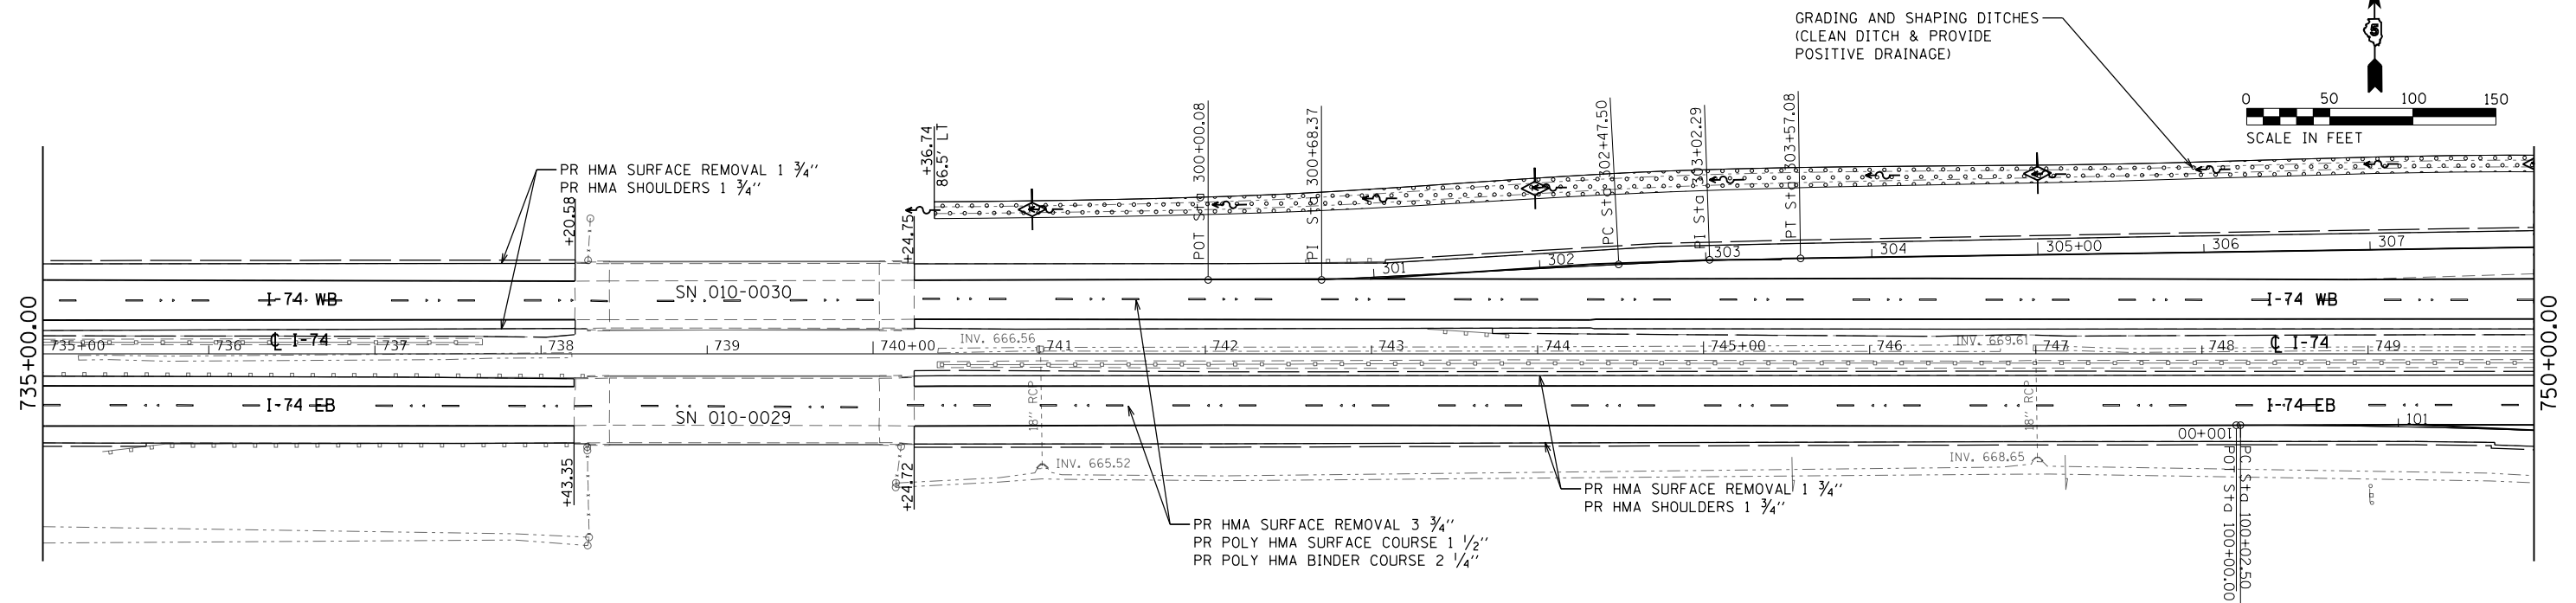 GRADING AND SHAPING DITCHES
(CLEAN DITCH & PROVIDE
POSITIVE DRAINAGE)
5
0 50 100 150
SCALE IN FEET
+36.74
86.5' LT
POT Sta 300+00.08
PI Sta 300+68.37
PC Sta 302+47.50
PI Sta 303+02.29
PT Sta 303+57.08
PR HMA SURFACE REMOVAL 1 ¾"
PR HMA SHOULDERS 1 ¾"
+20.58
+24.75
301 302 303 304 305+00 306 307
I-74 WB
SN 010-0030
I-74 WB
735+00.00
750+00.00
℄ I-74
INV. 666.56
INV. 669.61
℄ I-74
735+00 736 737 738 739 740+00 741 742 743 744 745+00 746 747 748 749
18" RCP
18" RCP
I-74 EB
SN 010-0029
I-74 EB
101
100+00
+43.35
+24.72
INV. 665.52
INV. 668.65
POT Sta 100+00.00
PC Sta 100+02.50
PR HMA SURFACE REMOVAL 1 ¾"
PR HMA SHOULDERS 1 ¾"
PR HMA SURFACE REMOVAL 3 ¾"
PR POLY HMA SURFACE COURSE 1 ½"
PR POLY HMA BINDER COURSE 2 ¼"